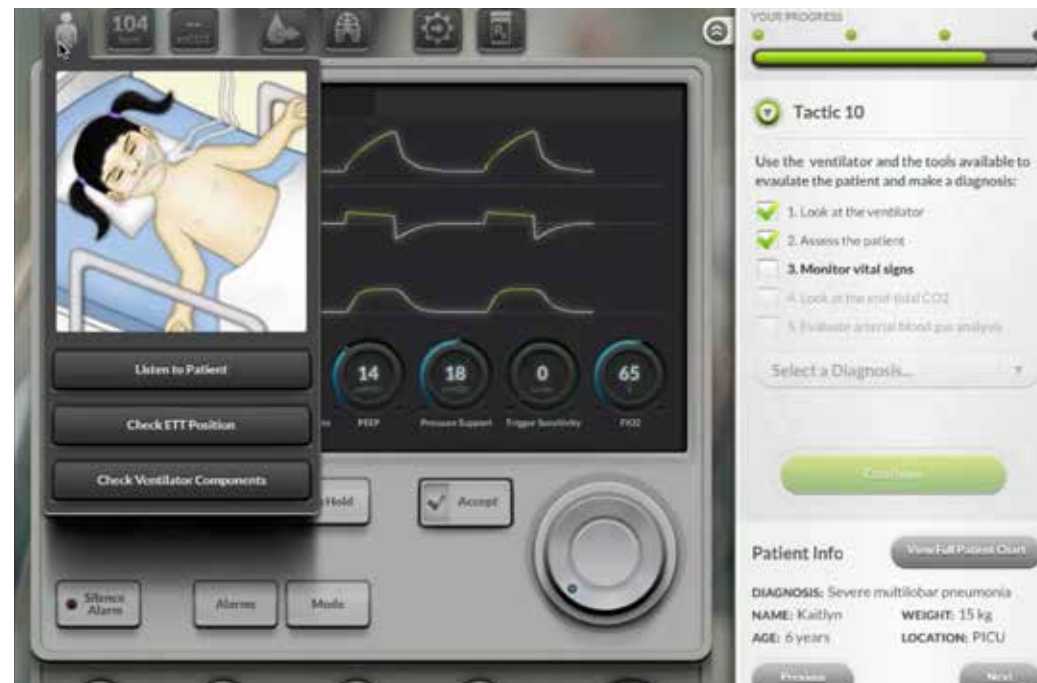 104
--
Rx
YOUR PROGRESS
Tactic 10
Use the ventilator and the tools available to
evaulate the patient and make a diagnosis:
1. Look at the ventilator
2. Assess the patient
3. Monitor vital signs
4. Look at the end-tidal CO2
5. Evaluate arterial blood gas analysis
Select a Diagnosis...
Continue
Listen to Patient
Check ETT Position
Check Ventilator Components
14
18
0
65
PEEP
Pressure Support
Trigger Sensitivity
FiO2
Hold
Accept
Silence
Alarm
Alarms
Mode
Patient Info
View Full Patient Chart
DIAGNOSIS: Severe multilobar pneumonia
NAME: Kaitlyn WEIGHT: 15 kg
AGE: 6 years LOCATION: PICU
Previous
Next